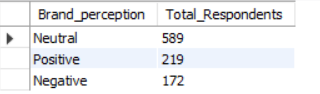 Brand_perception Total_Respondents
Neutral 589
Positive 219
Negative 172